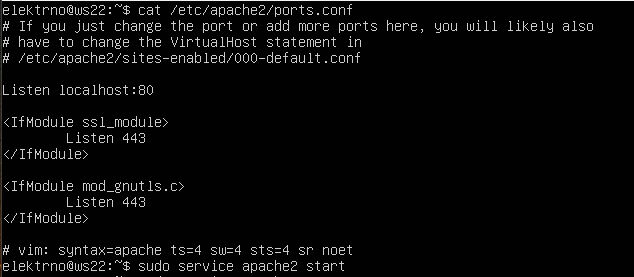 elektrno@ws22:~$ cat /etc/apache2/ports.conf
# If you just change the port or add more ports here, you will likely also
# have to change the VirtualHost statement in
# /etc/apache2/sites-enabled/000-default.conf
Listen localhost:80
<IfModule ssl_module>
Listen 443
</IfModule>
<IfModule mod_gnutls.c>
Listen 443
</IfModule>
# vim: syntax=apache ts=4 sw=4 sts=4 sr noet
elektrno@ws22:~$ sudo service apache2 start